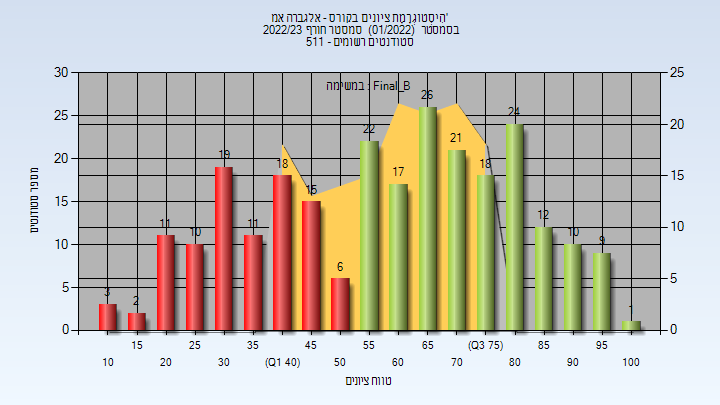 היסטוגרמת ציונים בקורס - אלגברה אמ'
בסמסטר (01/2022) סמסטר חורף 2022/23
סטודנטים רשומים - 511
במשימה : Final_B
30 25 20 15 10 5 0
מספר סטודנטים
25 20 15 10 5 0
3 2 11 10 19 11 18 15 6 22 17 26 21 18 24 12 10 9 1
15 25 35 45 55 65 (Q3 75) 85 95
10 20 30 (Q1 40) 50 60 70 80 90 100
טווח ציונים